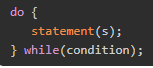 do {
   statement(s);
} while(condition);